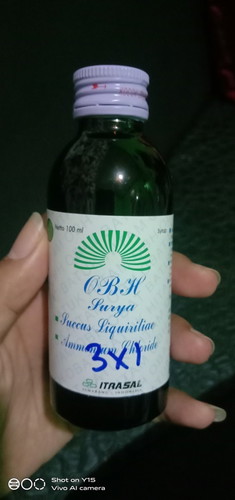 Netto 100 ml
OBH
Surya
Succus Liquiritiae
Ammonium Chloride
3x1
ITRASAL
Shot on Y15
Vivo AI camera